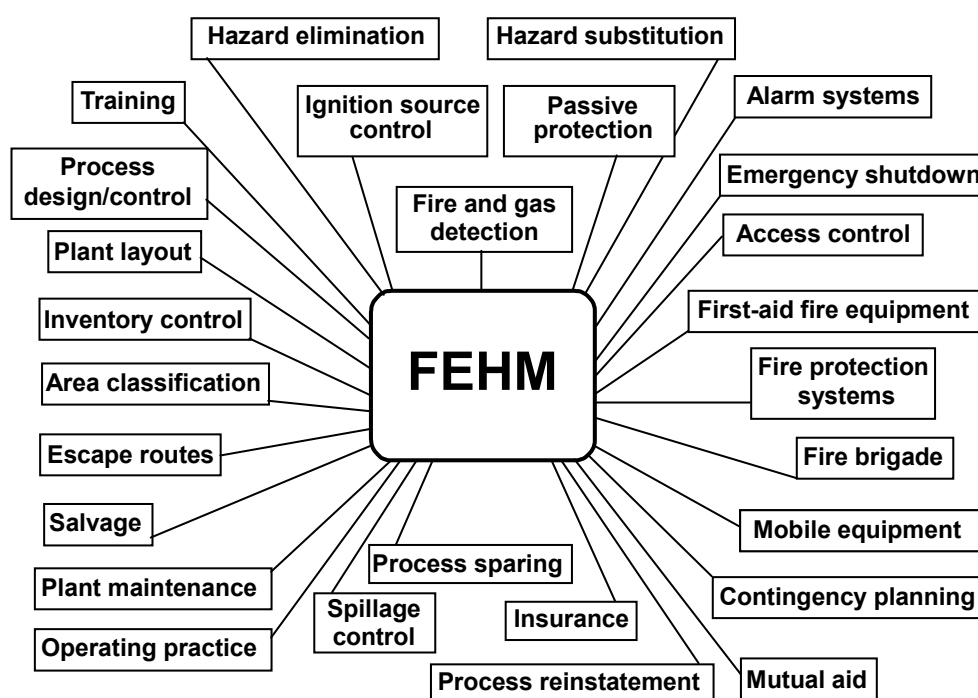 Hazard elimination
Hazard substitution
Training
Ignition source
control
Passive
protection
Alarm systems
Process
design/control
Fire and gas
detection
Emergency shutdown
Plant layout
Access control
Inventory control
First-aid fire equipment
FEHM
Area classification
Fire protection
systems
Escape routes
Fire brigade
Salvage
Mobile equipment
Process sparing
Plant maintenance
Contingency planning
Spillage
control
Insurance
Operating practice
Process reinstatement
Mutual aid